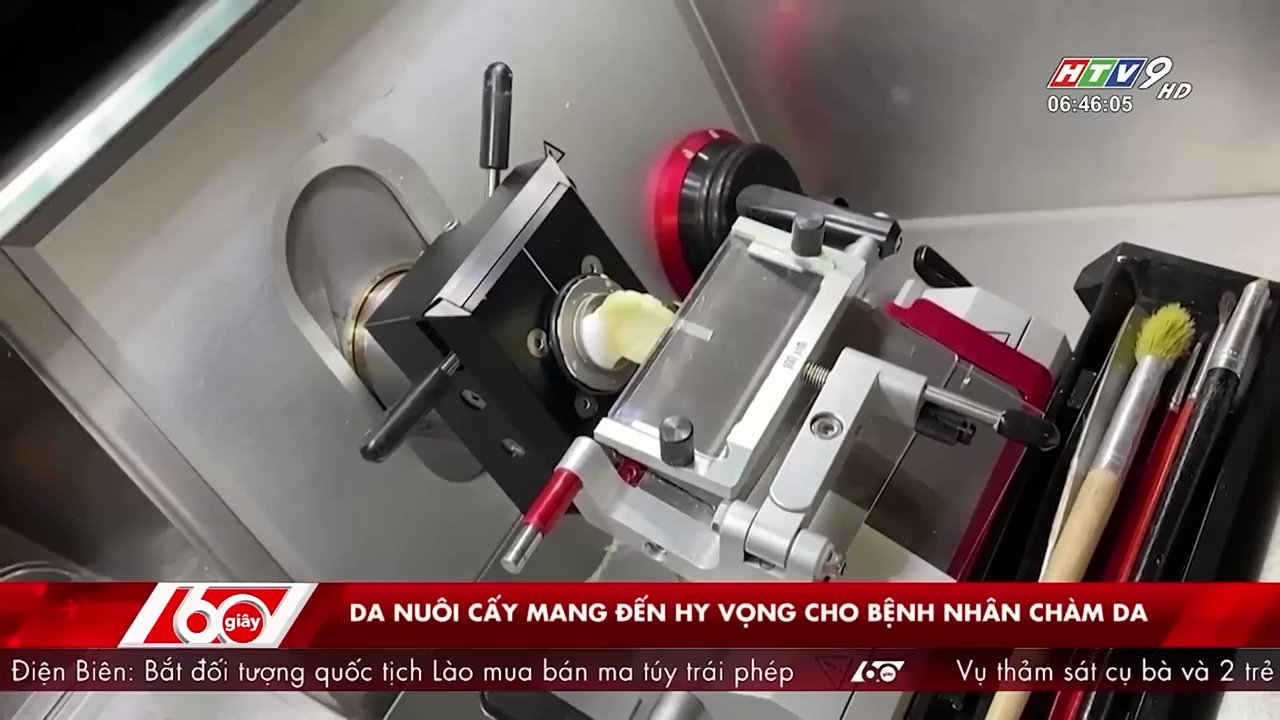 HTV9 HD
06:46:05
60 giây
DA NUÔI CẤY MANG ĐẾN HY VỌNG CHO BỆNH NHÂN CHÀM DA
Điện Biên: Bắt đối tượng quốc tịch Lào mua bán ma túy trái phép
60
Vụ thảm sát cụ bà và 2 trẻ